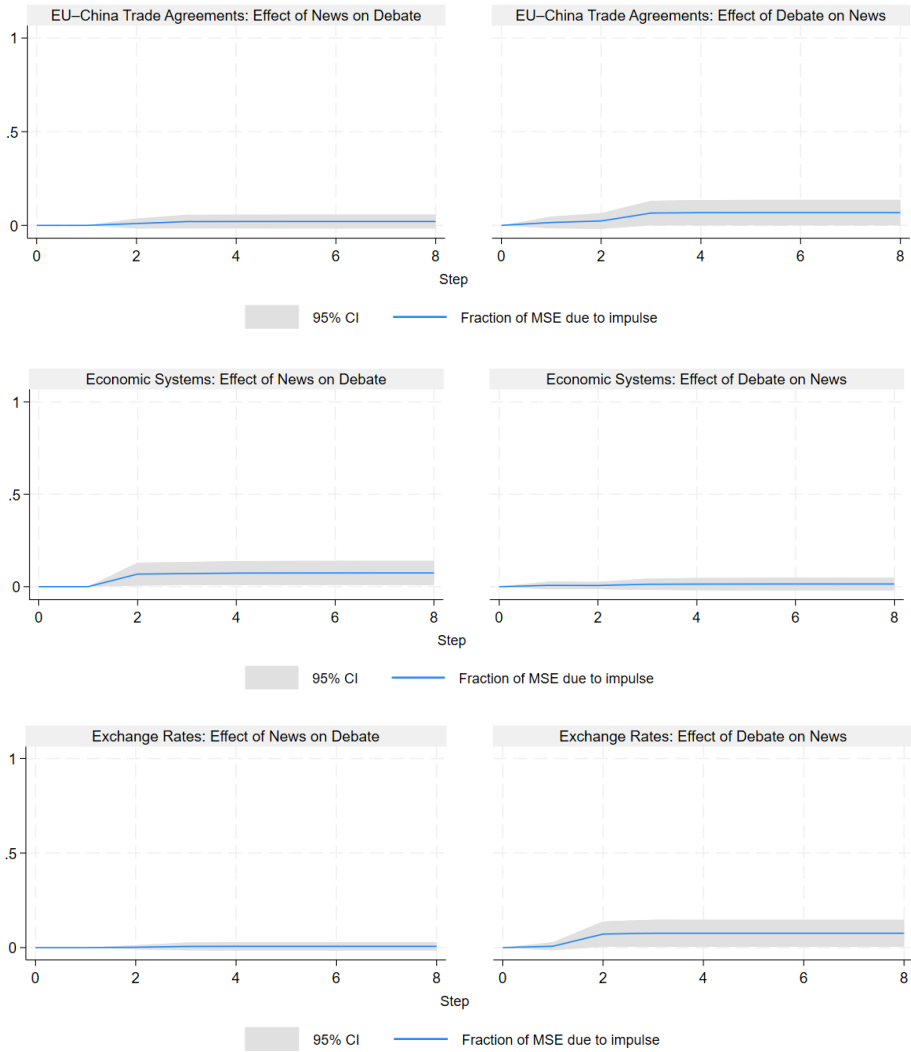 EU–China Trade Agreements: Effect of News on Debate
EU–China Trade Agreements: Effect of Debate on News
1
.5
0
0 2 4 6 8
0 2 4 6 8
Step
95% CI
Fraction of MSE due to impulse
Economic Systems: Effect of News on Debate
Economic Systems: Effect of Debate on News
1
.5
0
0 2 4 6 8
0 2 4 6 8
Step
95% CI
Fraction of MSE due to impulse
Exchange Rates: Effect of News on Debate
Exchange Rates: Effect of Debate on News
1
.5
0
0 2 4 6 8
0 2 4 6 8
Step
95% CI
Fraction of MSE due to impulse